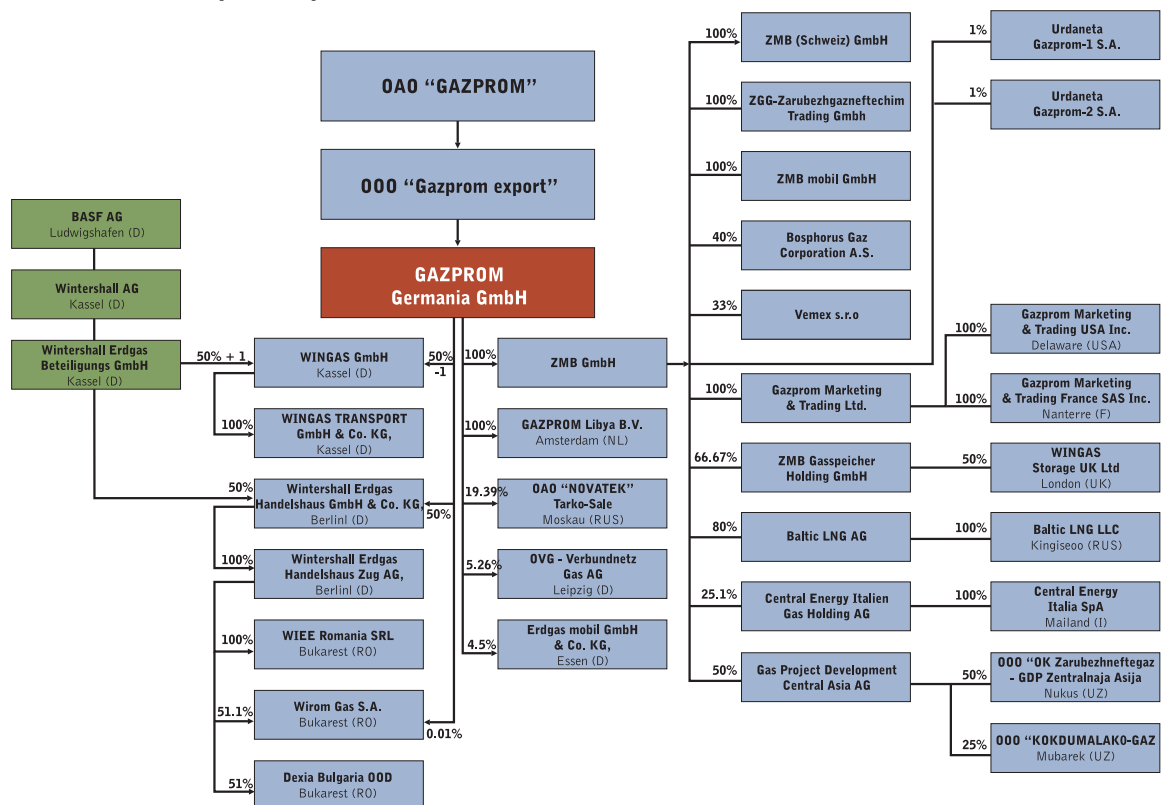 OAO “GAZPROM”
OOO “Gazprom export”
GAZPROM
Germania GmbH
BASF AG
Ludwigshafen (D)
Wintershall AG
Kassel (D)
Wintershall Erdgas
Beteiligungs GmbH
Kassel (D)
50% + 1
WINGAS GmbH
Kassel (D)
50%
-1
100%
WINGAS TRANSPORT
GmbH & Co. KG,
Kassel (D)
50%
Wintershall Erdgas
Handelshaus GmbH & Co. KG,
Berlinl (D)
50%
100%
Wintershall Erdgas
Handelshaus Zug AG,
Berlinl (D)
100%
WIEE Romania SRL
Bukarest (RO)
51.1%
Wirom Gas S.A.
Bukarest (RO)
0.01%
51%
Dexia Bulgaria OOD
Bukarest (RO)
100%
ZMB GmbH
100%
GAZPROM Libya B.V.
Amsterdam (NL)
19.39%
OAO “NOVATEK”
Tarko-Sale
Moskau (RUS)
5.26%
OVG - Verbundnetz
Gas AG
Leipzig (D)
4.5%
Erdgas mobil GmbH
& Co. KG,
Essen (D)
100%
ZMB (Schweiz) GmbH
100%
ZGG-Zarubezhgazneftechim
Trading Gmbh
100%
ZMB mobil GmbH
40%
Bosphorus Gaz
Corporation A.S.
33%
Vemex s.r.o
100%
Gazprom Marketing
& Trading Ltd.
66.67%
ZMB Gasspeicher
Holding GmbH
80%
Baltic LNG AG
25.1%
Central Energy Italien
Gas Holding AG
50%
Gas Project Development
Central Asia AG
1%
Urdaneta
Gazprom-1 S.A.
1%
Urdaneta
Gazprom-2 S.A.
100%
Gazprom Marketing
& Trading USA Inc.
Delaware (USA)
100%
Gazprom Marketing
& Trading France SAS Inc.
Nanterre (F)
50%
WINGAS
Storage UK Ltd
London (UK)
100%
Baltic LNG LLC
Kingiseoo (RUS)
100%
Central Energy
Italia SpA
Mailand (I)
50%
OOO “OK Zarubezhneftegaz
- GDP Zentralnaja Asija
Nukus (UZ)
25%
OOO “KOKDUMALAKO-GAZ
Mubarek (UZ)